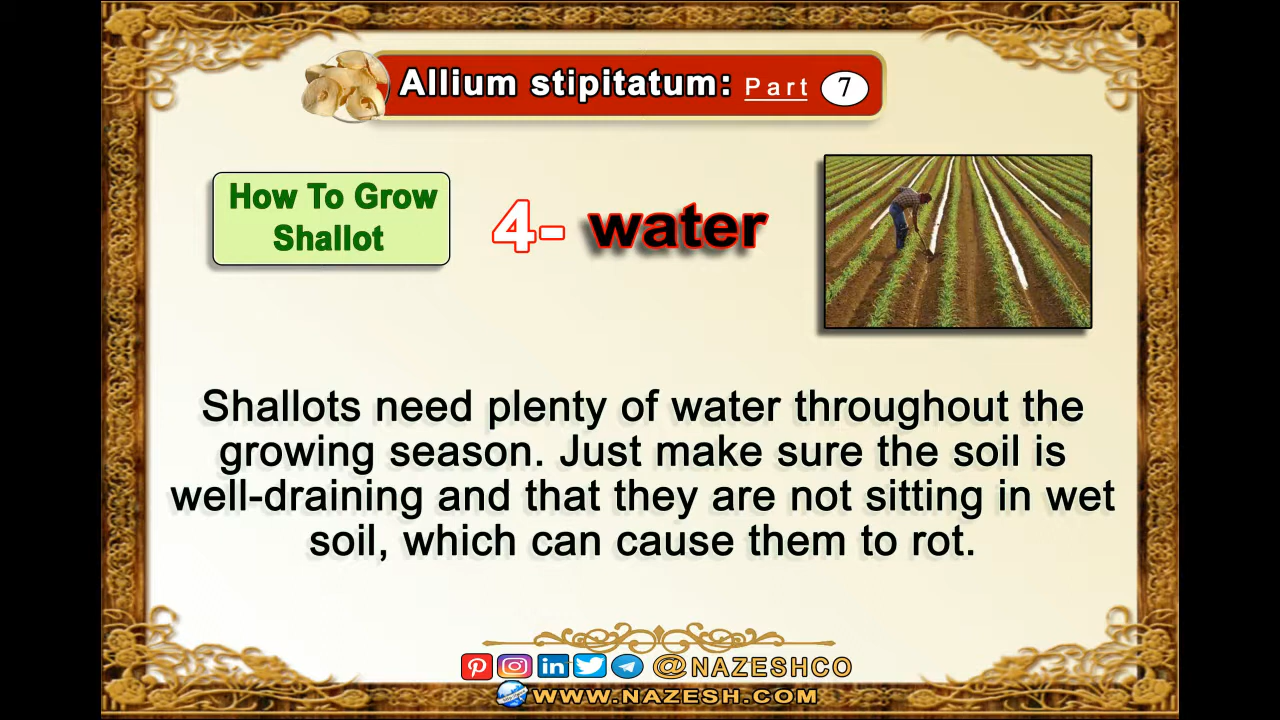 Allium stipitatum: Part 7
How To Grow
Shallot
4- water
Shallots need plenty of water throughout the
growing season. Just make sure the soil is
well-draining and that they are not sitting in wet
soil, which can cause them to rot.
@NAZESHCO
WWW.NAZESH.COM